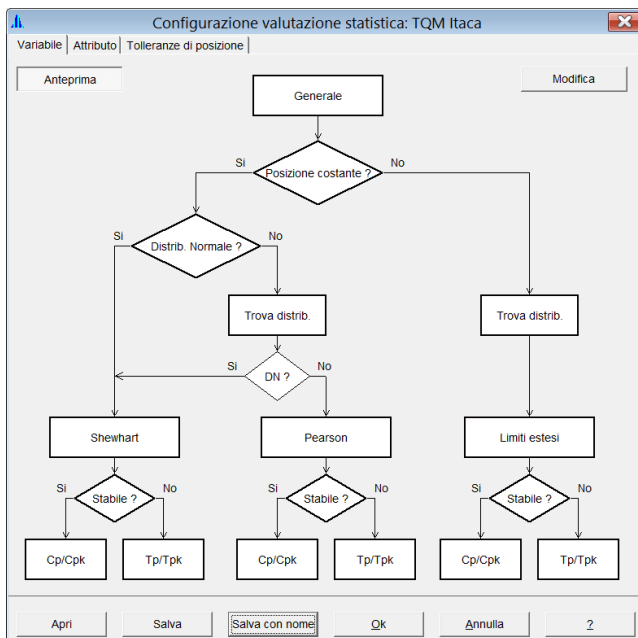 Configurazione valutazione statistica: TQM Itaca
Variabile Attributo Tolleranze di posizione
Anteprima Modifica
Generale
Si No
Posizione costante ?
Si No
Distrib. Normale ?
Trova distrib. Trova distrib.
Si No
DN ?
Shewhart Pearson Limiti estesi
Si Stabile ? No Si Stabile ? No Si Stabile ? No
Cp/Cpk Tp/Tpk Cp/Cpk Tp/Tpk Cp/Cpk Tp/Tpk
Apri Salva Salva con nome Ok Annulla ?